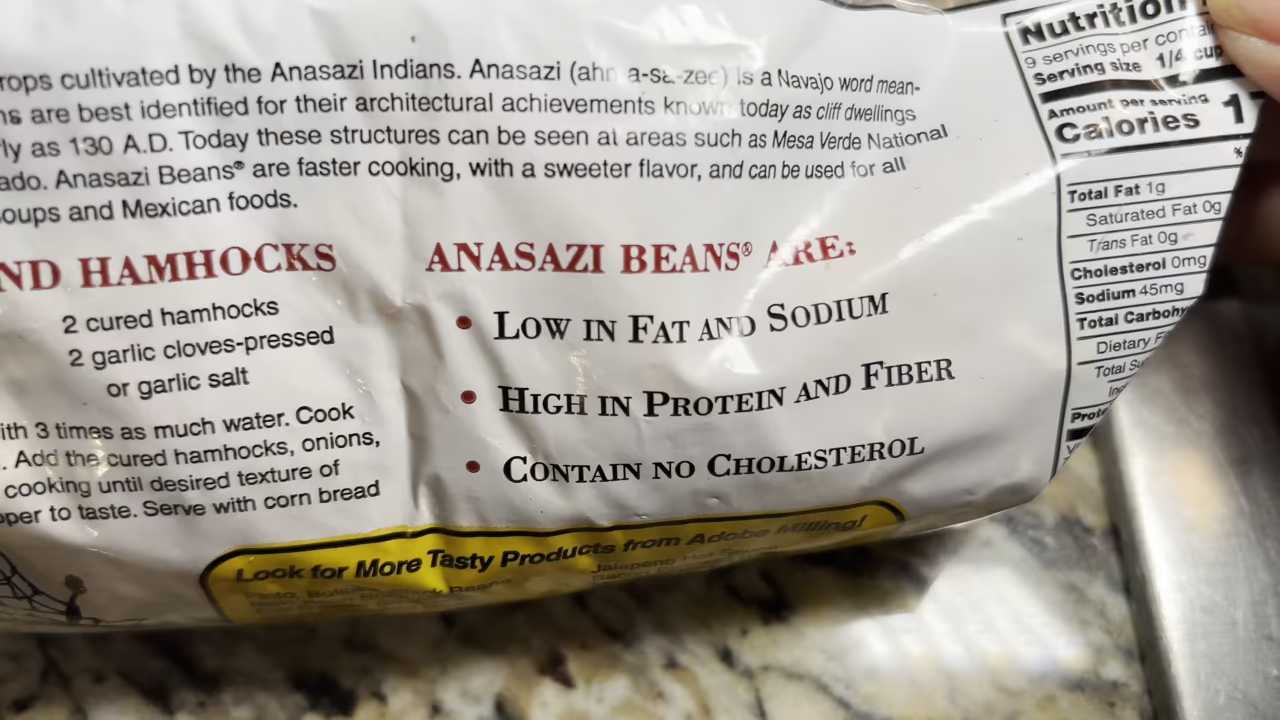 rops cultivated by the Anasazi Indians. Anasazi (ahn a-sa-zee) is a Navajo word mean-
ns are best identified for their architectural achievements known today as cliff dwellings
rly as 130 A.D. Today these structures can be seen at areas such as Mesa Verde National
ado. Anasazi Beans® are faster cooking, with a sweeter flavor, and can be used for all
oups and Mexican foods.
ND HAMHOCKS
2 cured hamhocks
2 garlic cloves-pressed
or garlic salt
ith 3 times as much water. Cook
. Add the cured hamhocks, onions,
cooking until desired texture of
pper to taste. Serve with corn bread
ANASAZI BEANS® ARE:
• LOW IN FAT AND SODIUM
• HIGH IN PROTEIN AND FIBER
• CONTAIN NO CHOLESTEROL
Look for More Tasty Products from Adobe Milling!
Nutrition
9 servings per contai
Serving size 1/4 cup
Amount per serving
Calories 1
%
Total Fat 1g
Saturated Fat 0g
Trans Fat 0g
Cholesterol 0mg
Sodium 45mg
Total Carbohy
Dietary F
Total Su
Inc
Prote